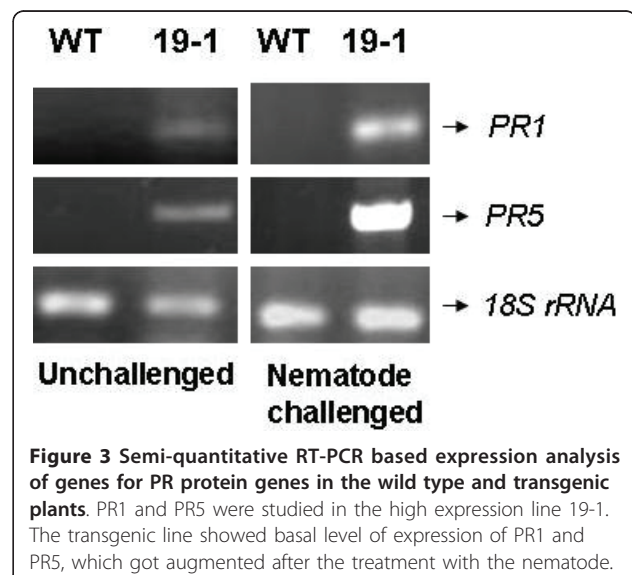 WT 19-1 WT 19-1
→ PR1
→ PR5
→ 18S rRNA
Unchallenged Nematode
challenged
Figure 3 Semi-quantitative RT-PCR based expression analysis
of genes for PR protein genes in the wild type and transgenic
plants. PR1 and PR5 were studied in the high expression line 19-1.
The transgenic line showed basal level of expression of PR1 and
PR5, which got augmented after the treatment with the nematode.